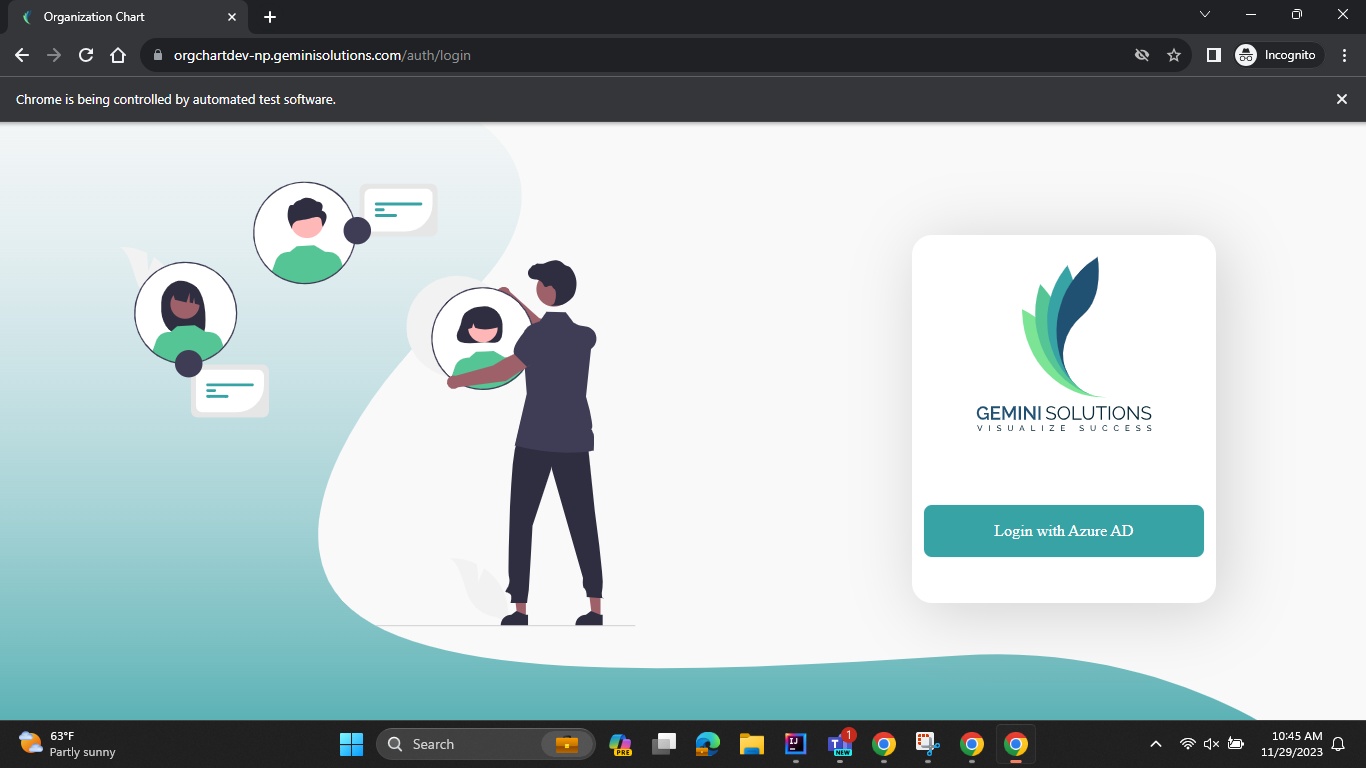 Organization Chart
orgchartdev-np.geminisolutions.com/auth/login
Incognito
Chrome is being controlled by automated test software.
GEMINI SOLUTIONS
VISUALIZE SUCCESS
Login with Azure AD
63°F
Partly sunny
Search
PRE
IJ
1
T
NEW
10:45 AM
11/29/2023